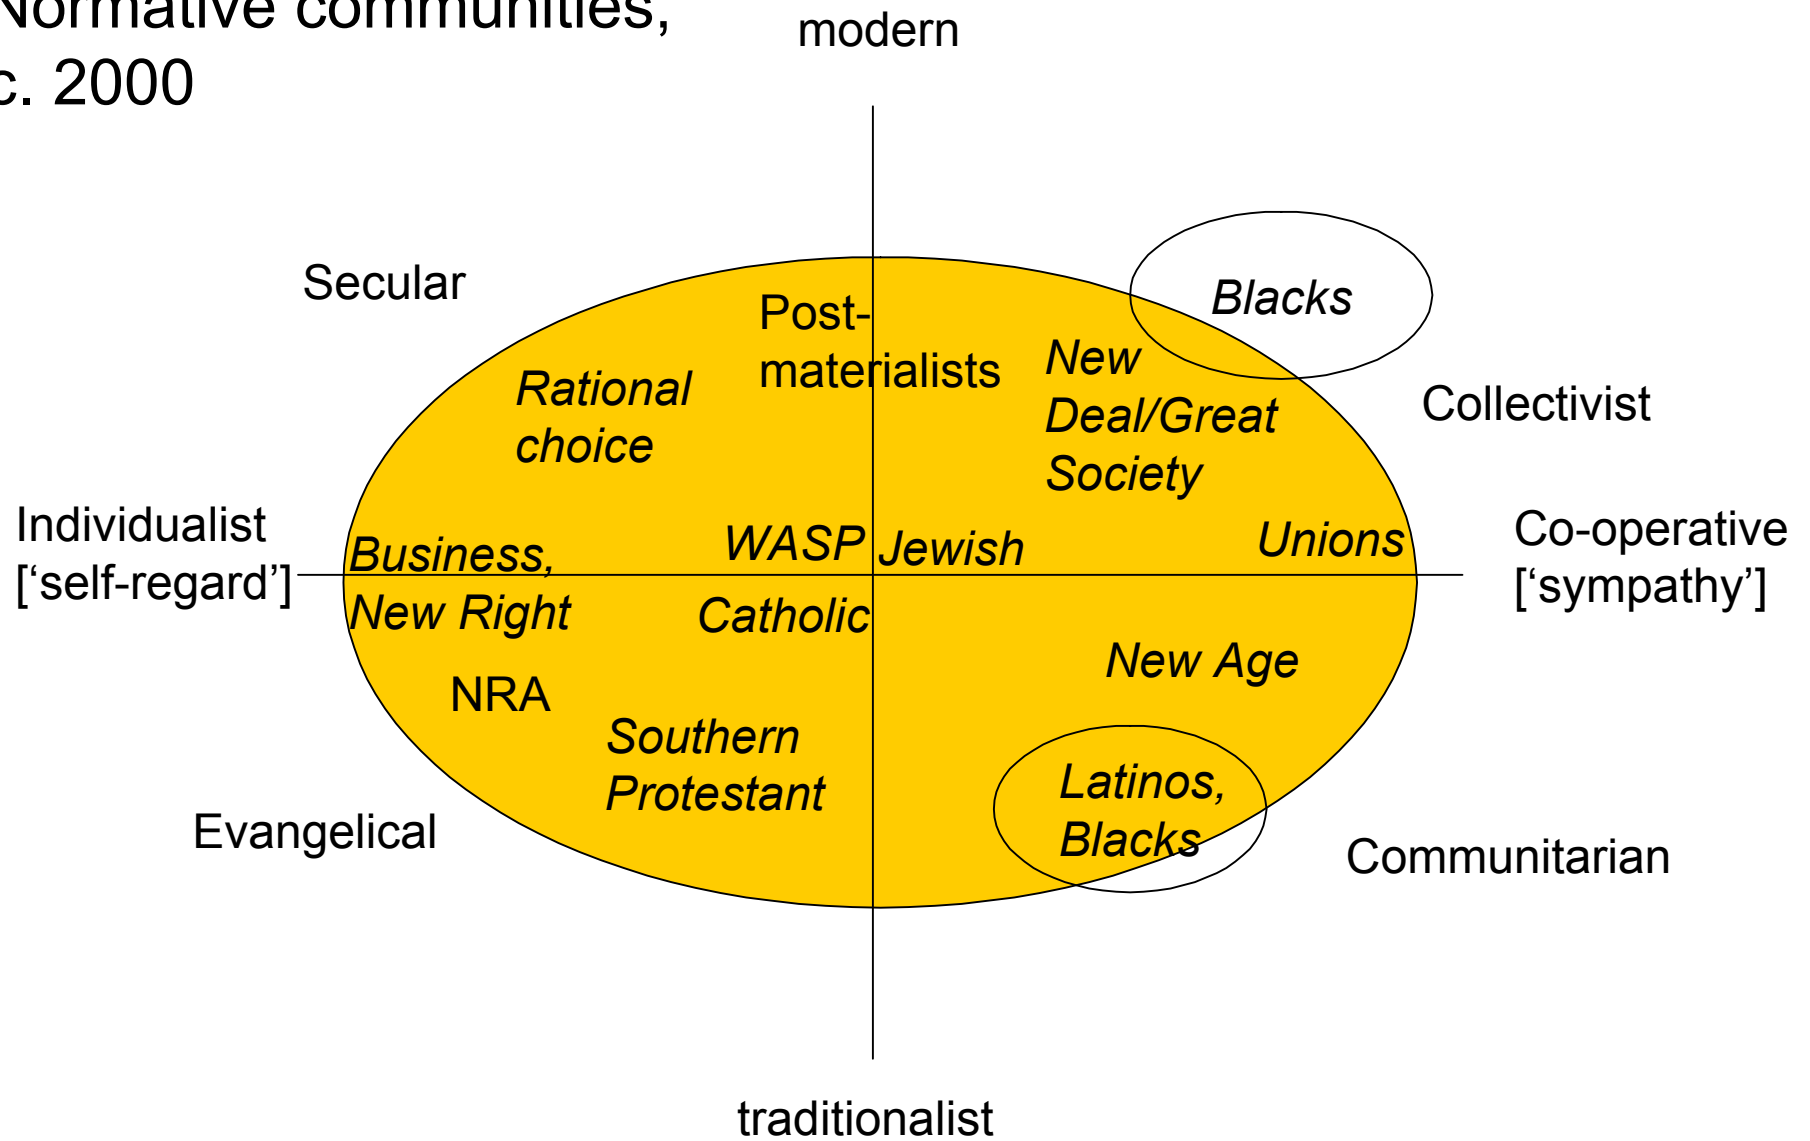 Normative communities,
c. 2000
modern
Secular
Blacks
Post-
materialists
New
Deal/Great
Society
Rational
choice
Collectivist
Individualist
[‘self-regard’]
Business,
New Right
WASP
Jewish
Unions
Co-operative
[‘sympathy’]
Catholic
New Age
NRA
Southern
Protestant
Latinos,
Blacks
Evangelical
Communitarian
traditionalist